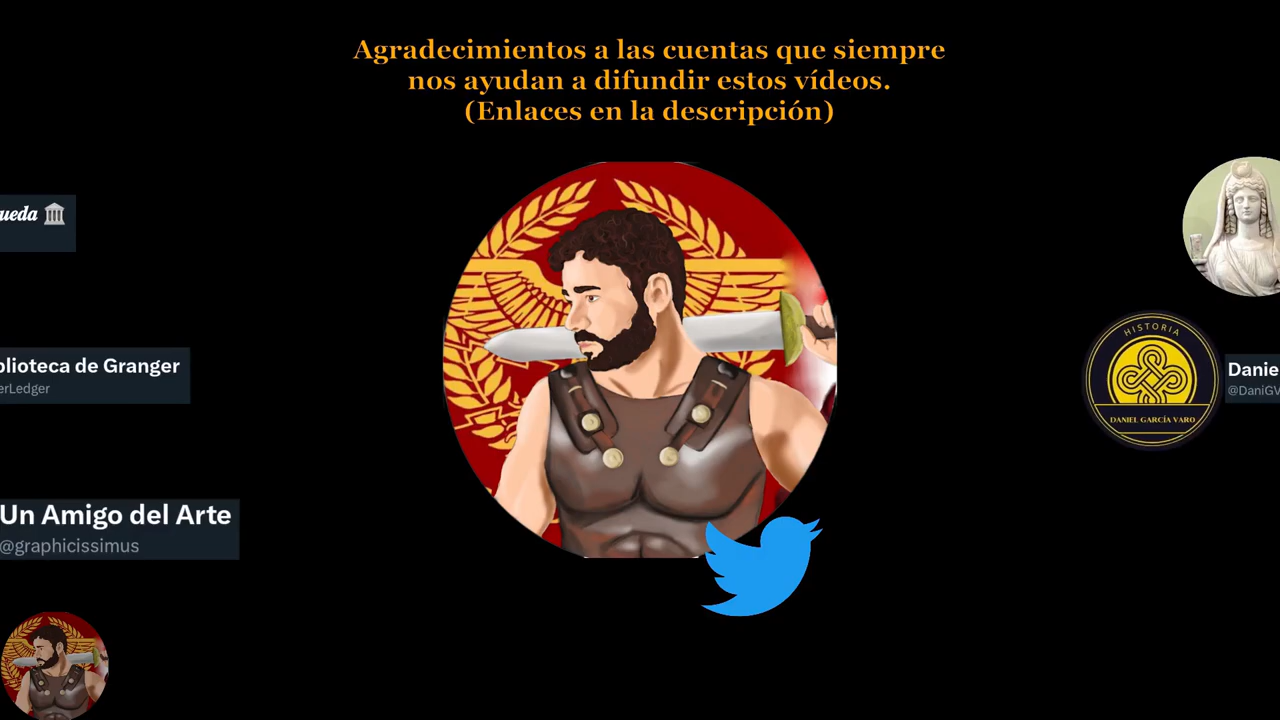 Agradecimientos a las cuentas que siempre
nos ayudan a difundir estos vídeos.
(Enlaces en la descripción)
ueda 🏛️
blioteca de Granger
erLedger
HISTORIA
DANIEL GARCÍA VARO
Danie
@DaniGV
Un Amigo del Arte
@graphicissimus